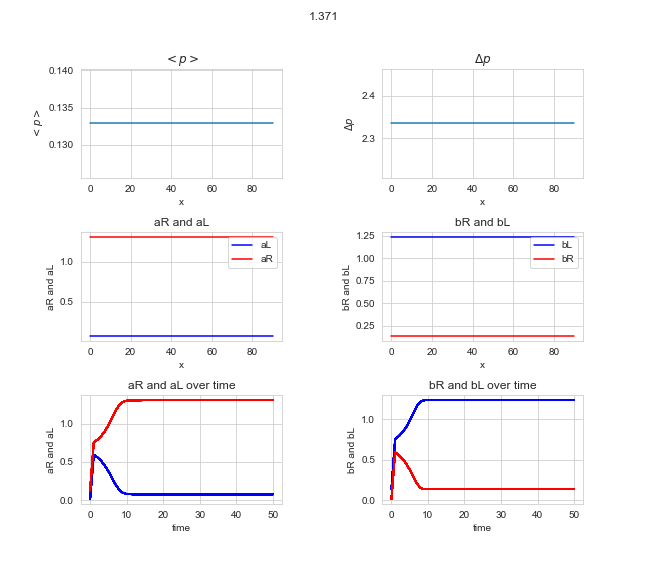 1.371
< p >
Δp
0.140
0.135
0.130
< p >
0 20 40 60 80
x
2.4
2.3
Δp
0 20 40 60 80
x
aR and aL
bR and bL
1.0
0.5
aR and aL
aL
aR
0 20 40 60 80
x
1.25
1.00
0.75
0.50
0.25
bR and bL
bL
bR
0 20 40 60 80
x
aR and aL over time
bR and bL over time
1.0
0.5
0.0
aR and aL
0 10 20 30 40 50
time
1.0
0.5
0.0
bR and bL
0 10 20 30 40 50
time